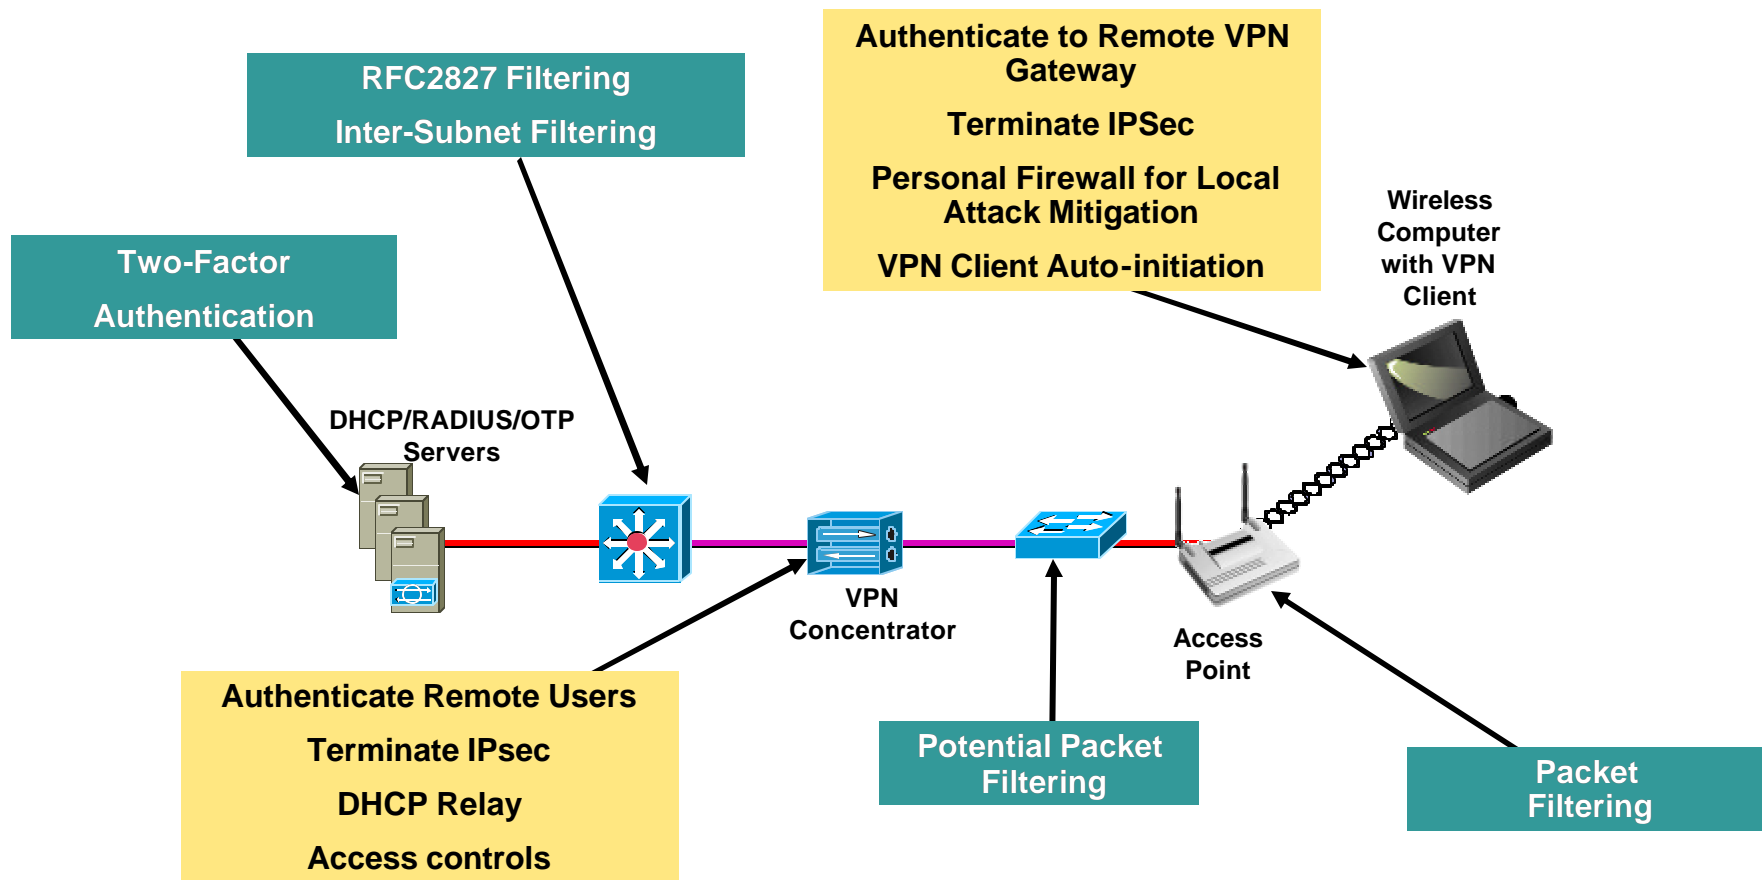 Authenticate to Remote VPN
Gateway
Terminate IPSec
Personal Firewall for Local
Attack Mitigation
VPN Client Auto-initiation
RFC2827 Filtering
Inter-Subnet Filtering
Wireless
Computer
with VPN
Client
Two-Factor
Authentication
DHCP/RADIUS/OTP
Servers
VPN
Concentrator
Access
Point
Authenticate Remote Users
Terminate IPsec
DHCP Relay
Access controls
Potential Packet
Filtering
Packet
Filtering